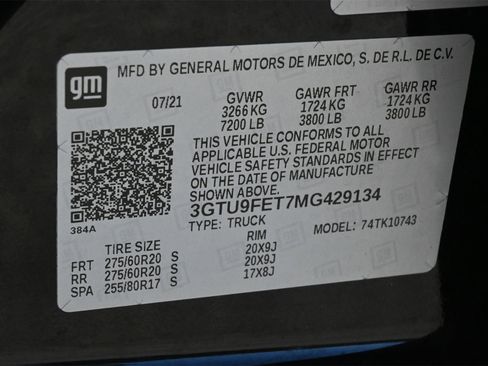 gm
MFD BY GENERAL MOTORS DE MEXICO, S. DE R.L. DE C.V.
07/21 GVWR GAWR FRT GAWR RR
3266 KG 1724 KG 1724 KG
7200 LB 3800 LB 3800 LB
THIS VEHICLE CONFORMS TO ALL
APPLICABLE U.S. FEDERAL MOTOR
VEHICLE SAFETY STANDARDS IN EFFECT
ON THE DATE OF MANUFACTURE
SHOWN ABOVE.
3GTU9FET7MG429134
384A TYPE: TRUCK MODEL: 74TK10743
TIRE SIZE RIM
FRT 275/60R20 S 20X9J
RR 275/60R20 S 20X9J
SPA 255/80R17 S 17X8J